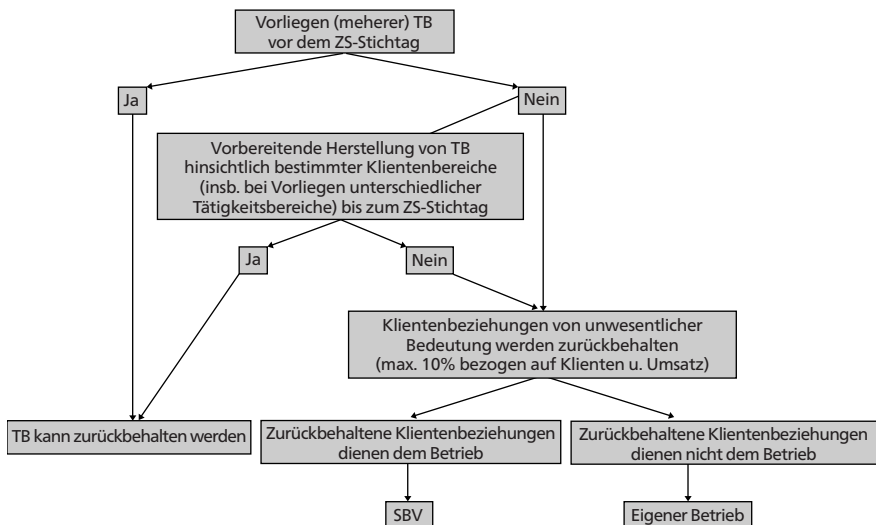 Vorliegen (meherer) TB
vor dem ZS-Stichtag
Ja
Nein
Vorbereitende Herstellung von TB
hinsichtlich bestimmter Klientenbereiche
(insb. bei Vorliegen unterschiedlicher
Tätigkeitsbereiche) bis zum ZS-Stichtag
Ja
Nein
Klientenbeziehungen von unwesentlicher
Bedeutung werden zurückbehalten
(max. 10% bezogen auf Klienten u. Umsatz)
TB kann zurückbehalten werden
Zurückbehaltene Klientenbeziehungen
dienen dem Betrieb
Zurückbehaltene Klientenbeziehungen
dienen nicht dem Betrieb
SBV
Eigener Betrieb